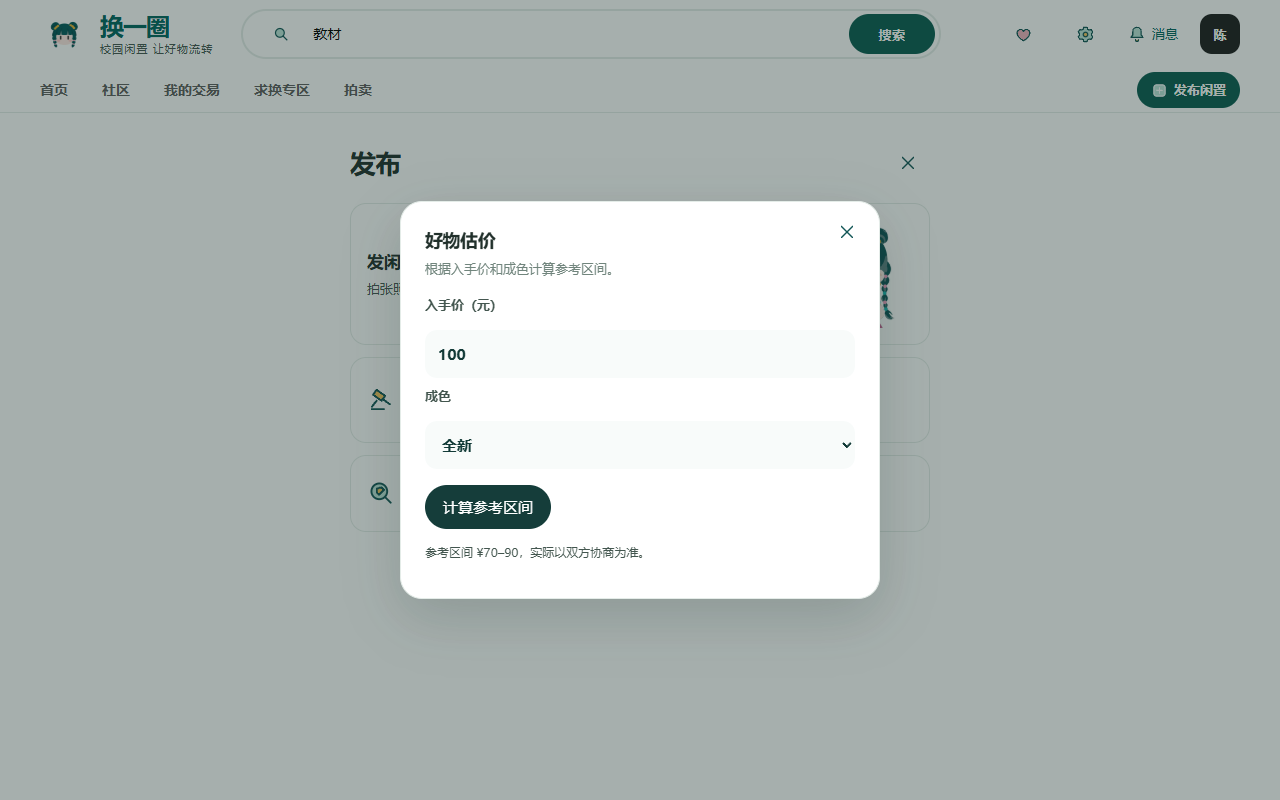 换一圈
校园闲置 让好物流转
教材
搜索
消息
陈
首页
社区
我的交易
求换专区
拍卖
发布闲置
发布
发闲
拍张
好物估价
根据入手价和成色计算参考区间。
入手价（元）
100
成色
全新
计算参考区间
参考区间 ¥70–90，实际以双方协商为准。